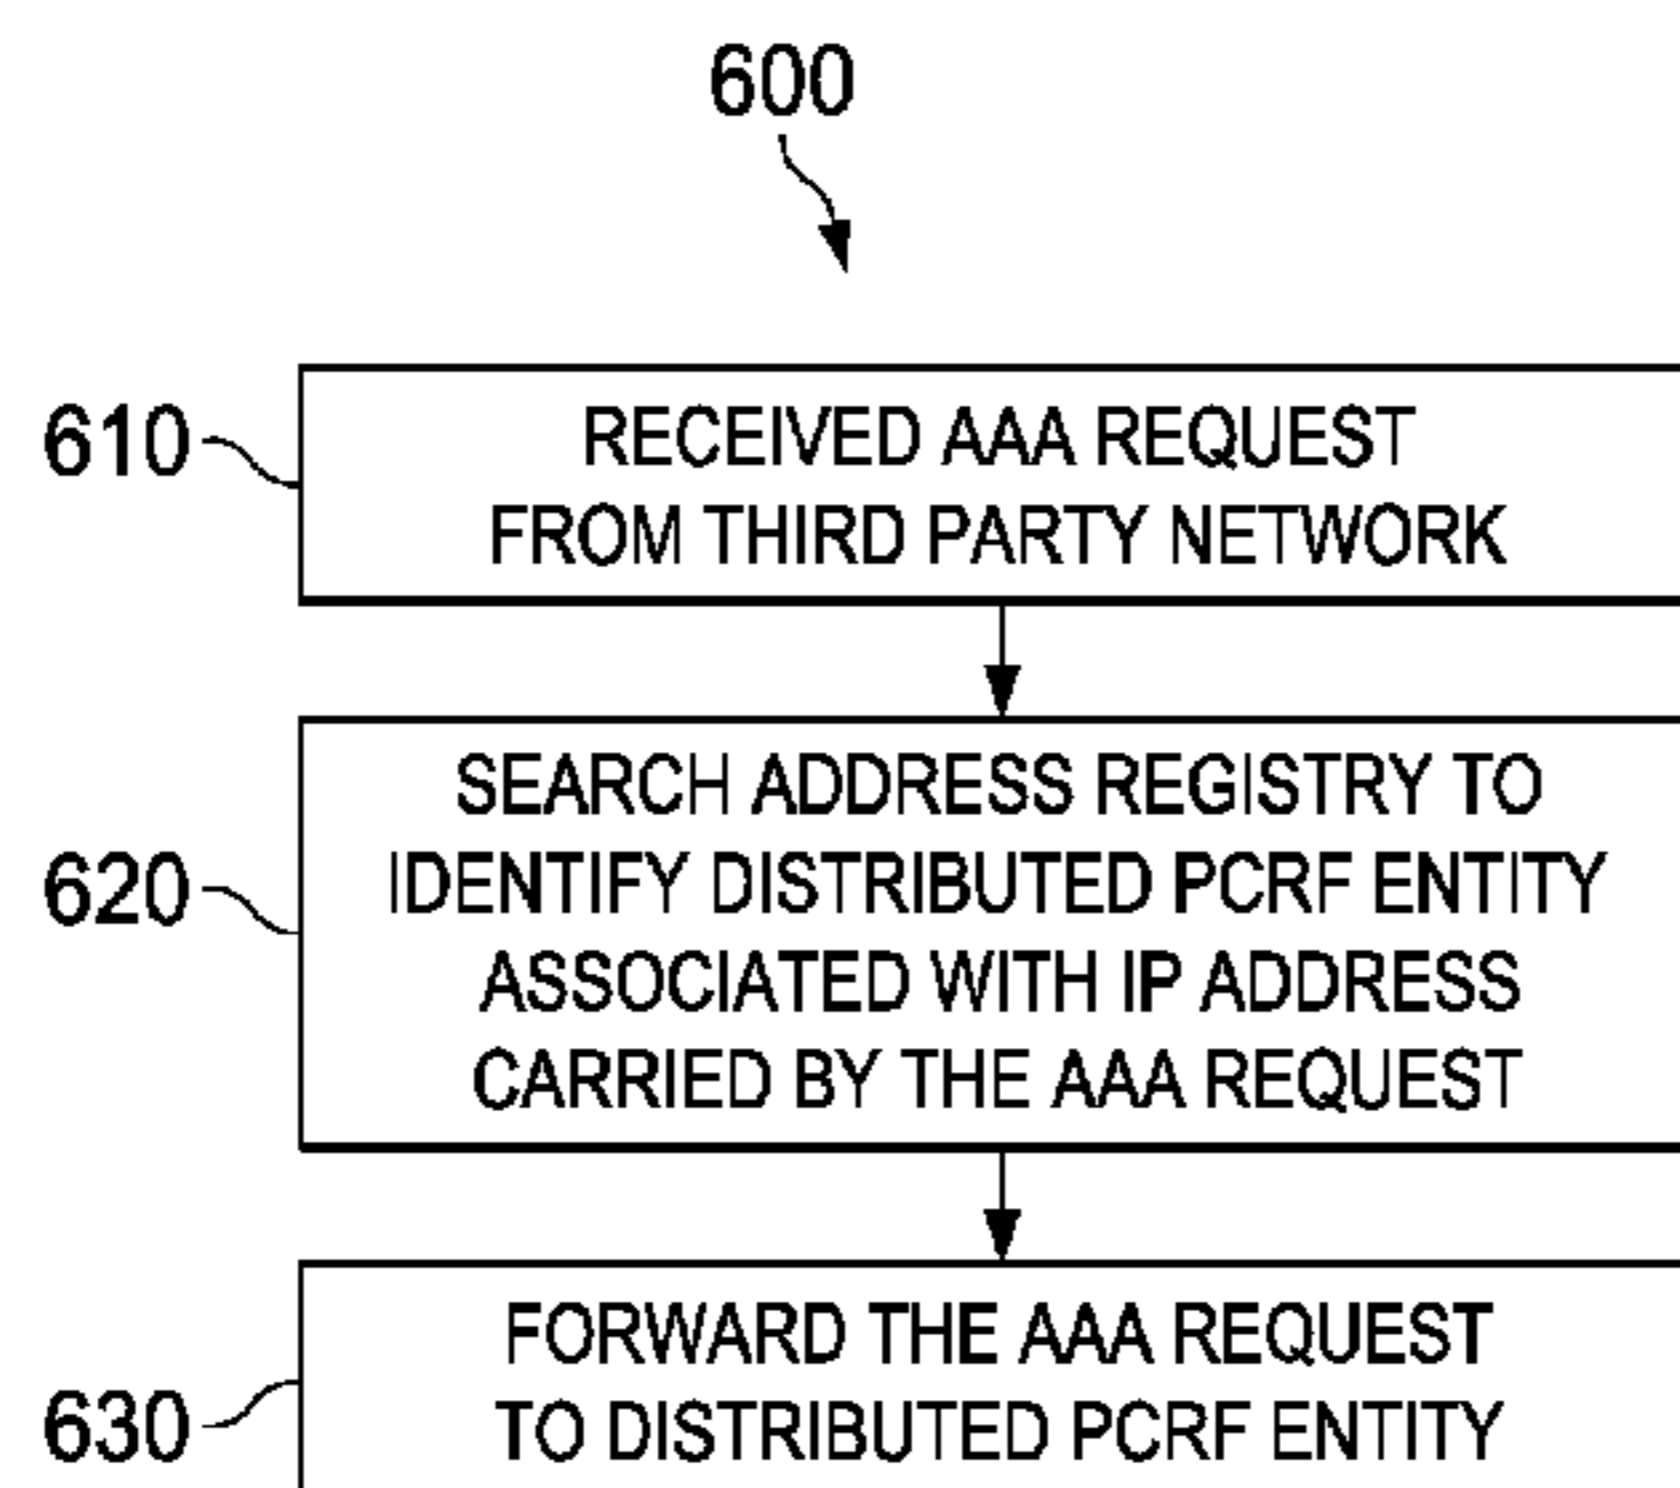 600
610
RECEIVED AAA REQUEST
FROM THIRD PARTY NETWORK
620
SEARCH ADDRESS REGISTRY TO
IDENTIFY DISTRIBUTED PCRF ENTITY
ASSOCIATED WITH IP ADDRESS
CARRIED BY THE AAA REQUEST
630
FORWARD THE AAA REQUEST
TO DISTRIBUTED PCRF ENTITY